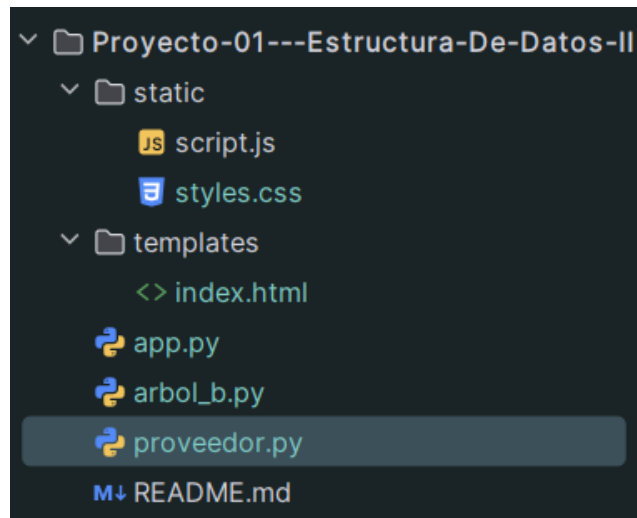 Proyecto-01---Estructura-De-Datos-II
static
JS script.js
styles.css
templates
<> index.html
app.py
arbol_b.py
proveedor.py
M↓ README.md